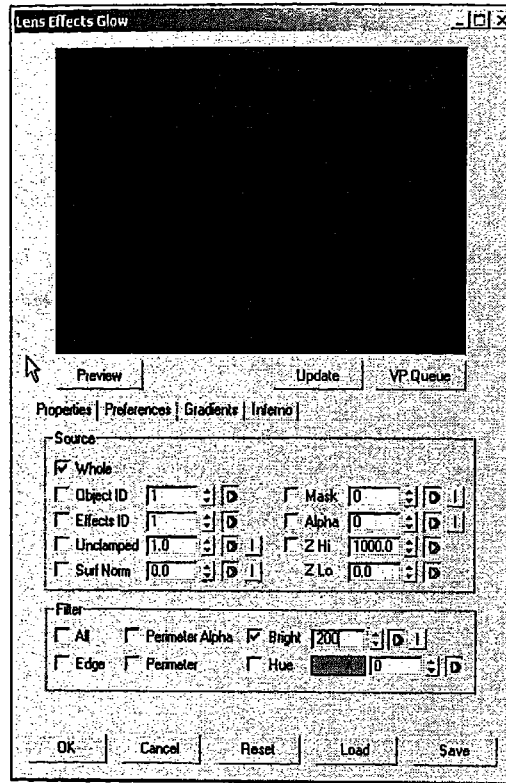 Lens Effects Glow
Preview Update VP Queue
Properties Preferences Gradients Inferno
Source
Whole
Object ID 1 Mask 0
Effects ID 1 Alpha 0 I
Unclamped 1.0 I Z Hi 1000.0
Surf Norm 0.0 I Z Lo 0.0
Filter
All Perimeter Alpha Bright 200 I
Edge Perimeter Hue 0
OK Cancel Reset Load Save